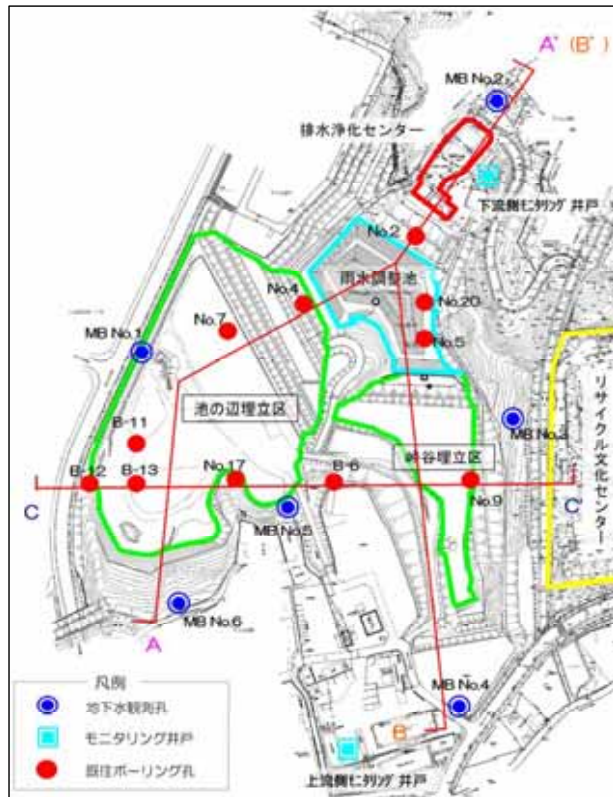 A' (B')
MB No.2
排水浄化センター
下流側モニタリング 井戸
No.2
雨水調整池
No.4
No.20
No.7
No.5
MB No.1
池の辺埋立区
リサイクル文化センター
B-11
MB No.3
峠谷埋立区
B-12
B-13
No.17
B-6
No.9
C
C'
MB No.5
MB No.6
A
凡例
地下水観測孔
モニタリング井戸
既往ボーリング孔
MB No.4
B
上流側モニタリング 井戸